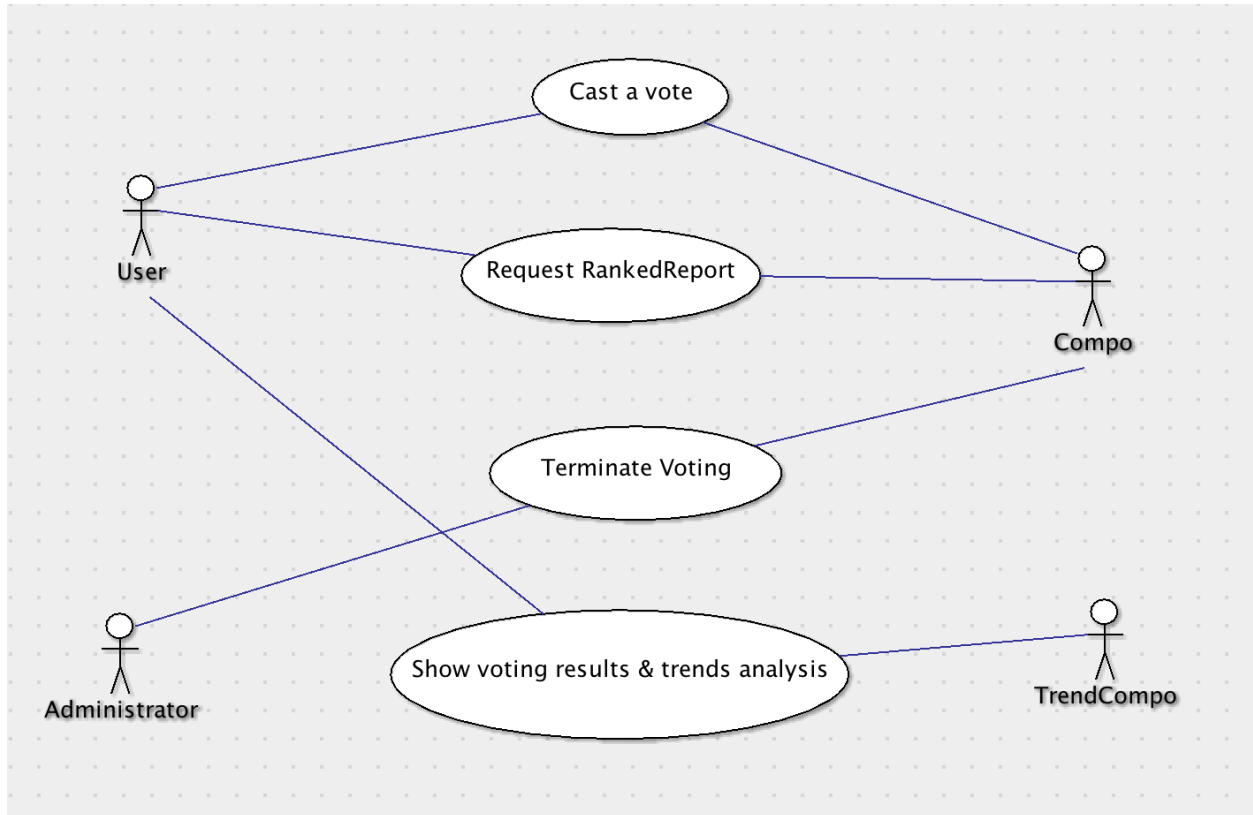 Cast a vote
User
Request RankedReport
Compo
Terminate Voting
Show voting results & trends analysis
Administrator
TrendCompo